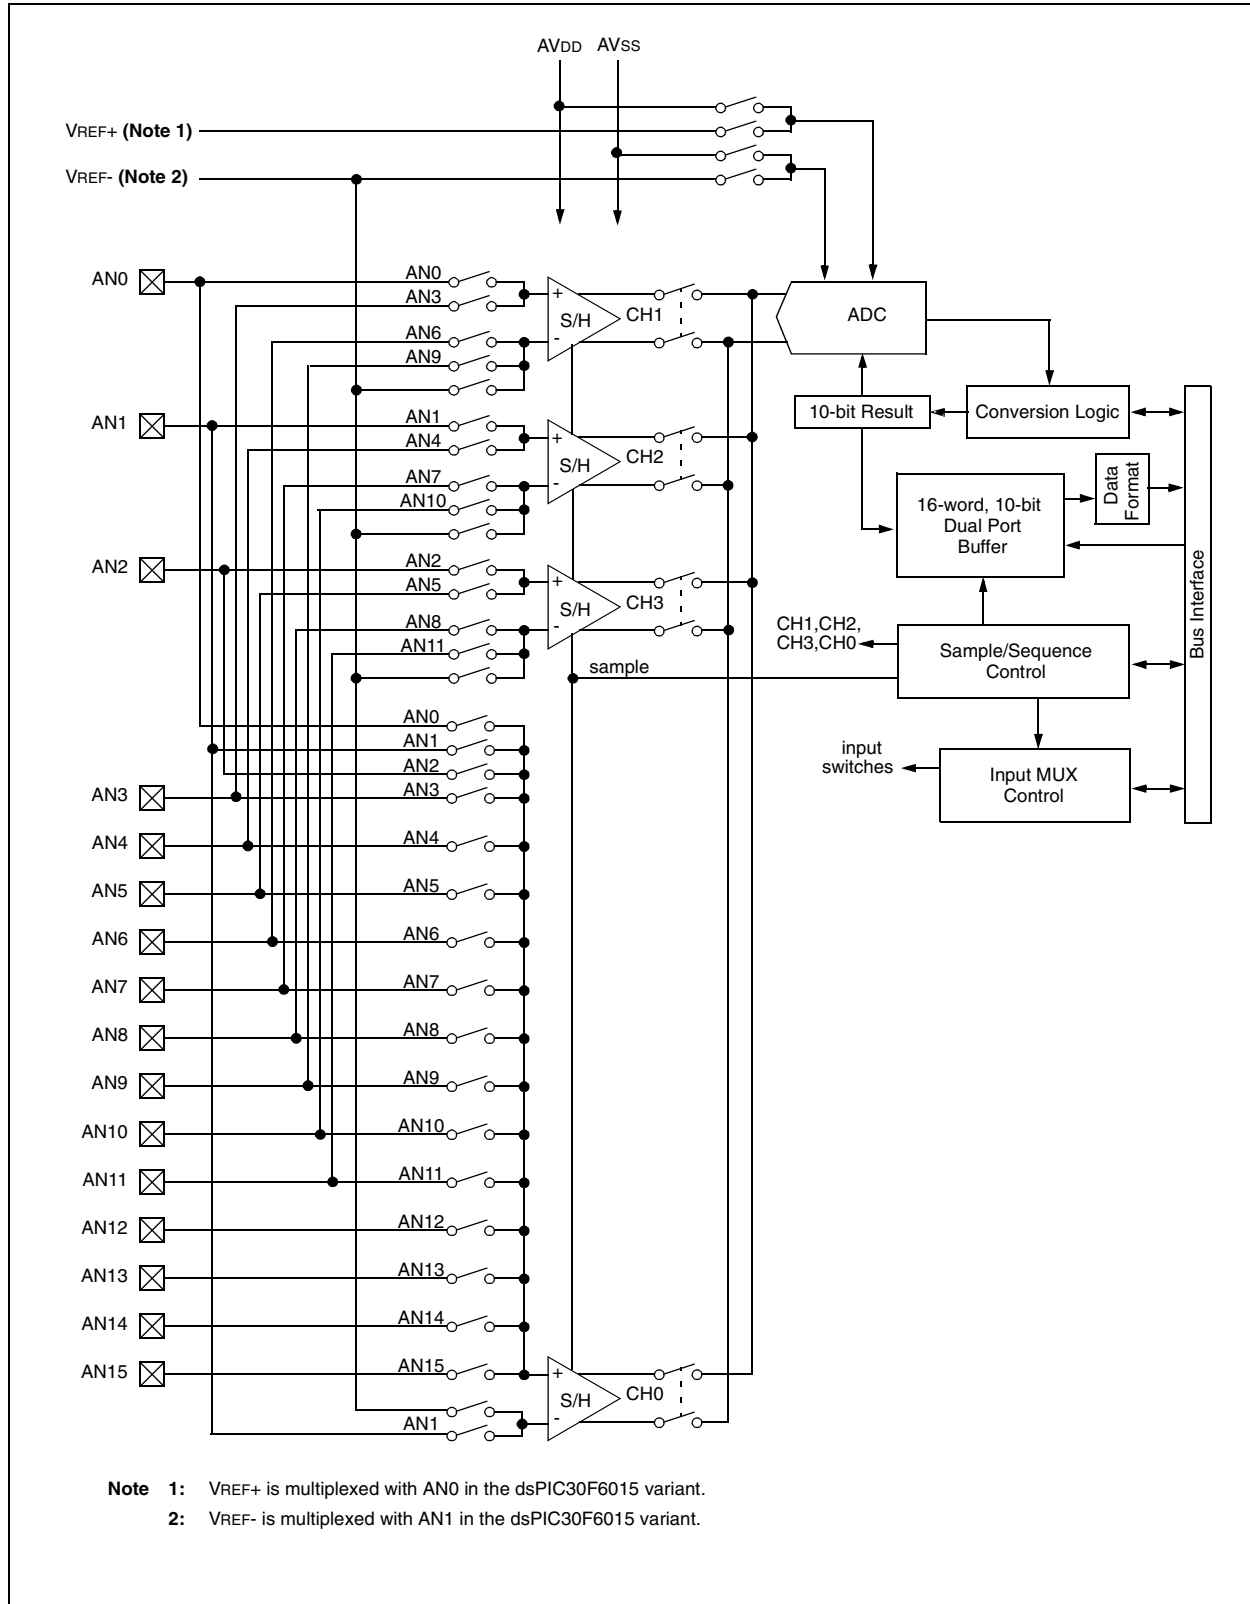 AVDD AVSS
VREF+ (Note 1)
VREF- (Note 2)
AN0
AN0
AN3
+
S/H
-
CH1
ADC
AN6
AN9
10-bit Result
Conversion Logic
AN1
AN1
AN4
+
S/H
-
CH2
AN7
AN10
16-word, 10-bit
Dual Port
Buffer
Data
Format
Bus Interface
AN2
AN2
AN5
+
S/H
-
CH3
AN8
AN11
CH1,CH2,
CH3,CH0
Sample/Sequence
Control
sample
AN0
AN1
AN2
AN3
AN3
input
switches
Input MUX
Control
AN4
AN4
AN5
AN5
AN6
AN6
AN7
AN7
AN8
AN8
AN9
AN9
AN10
AN10
AN11
AN11
AN12
AN12
AN13
AN13
AN14
AN14
AN15
AN15
+
S/H
-
CH0
AN1
Note 1: VREF+ is multiplexed with AN0 in the dsPIC30F6015 variant.
2: VREF- is multiplexed with AN1 in the dsPIC30F6015 variant.